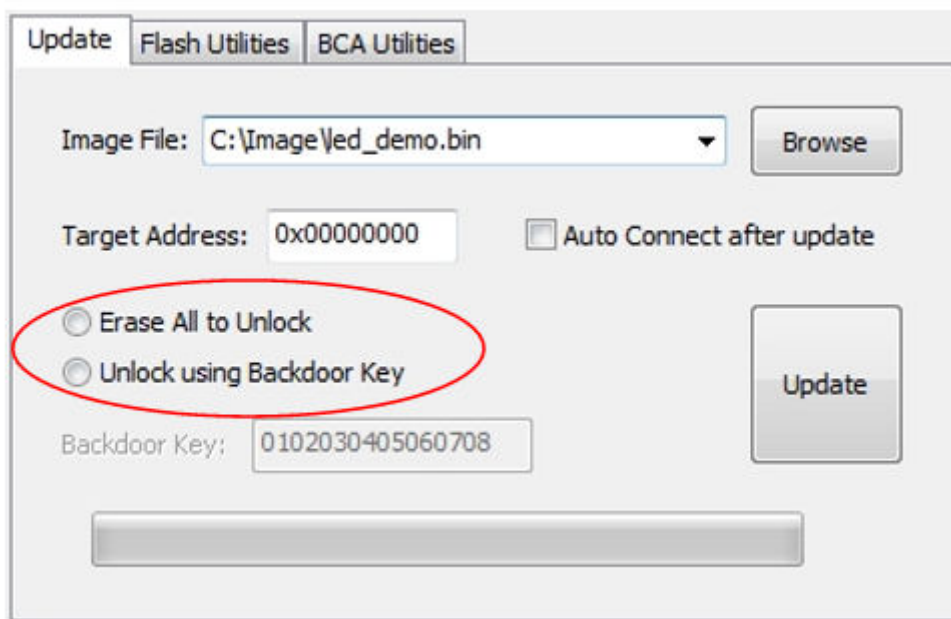 Update Flash Utilities BCA Utilities
Image File: C:\Image\led_demo.bin Browse
Target Address: 0x00000000 Auto Connect after update
Erase All to Unlock
Unlock using Backdoor Key
Update
Backdoor Key: 0102030405060708